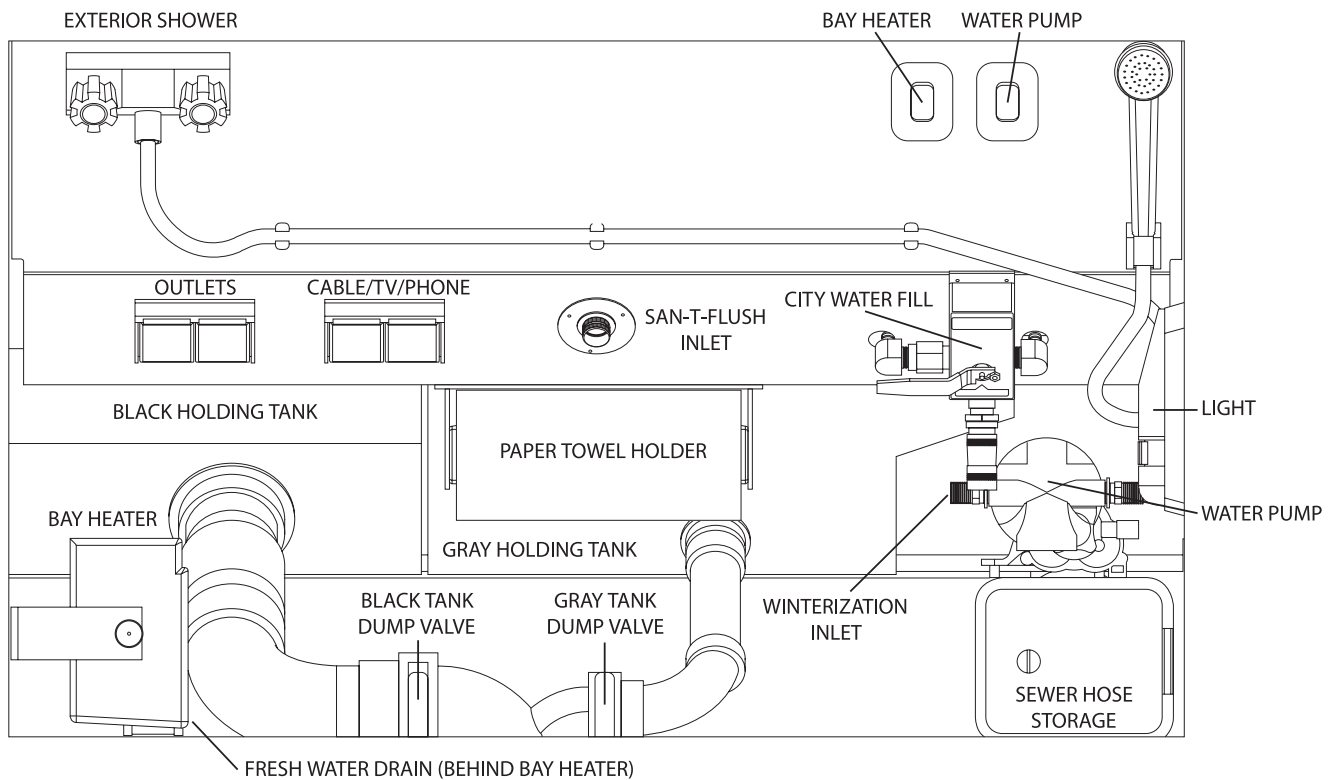 EXTERIOR SHOWER
BAY HEATER
WATER PUMP
OUTLETS
CABLE/TV/PHONE
SAN-T-FLUSH
INLET
CITY WATER FILL
BLACK HOLDING TANK
LIGHT
PAPER TOWEL HOLDER
BAY HEATER
WATER PUMP
GRAY HOLDING TANK
BLACK TANK
DUMP VALVE
GRAY TANK
DUMP VALVE
WINTERIZATION
INLET
SEWER HOSE
STORAGE
FRESH WATER DRAIN (BEHIND BAY HEATER)